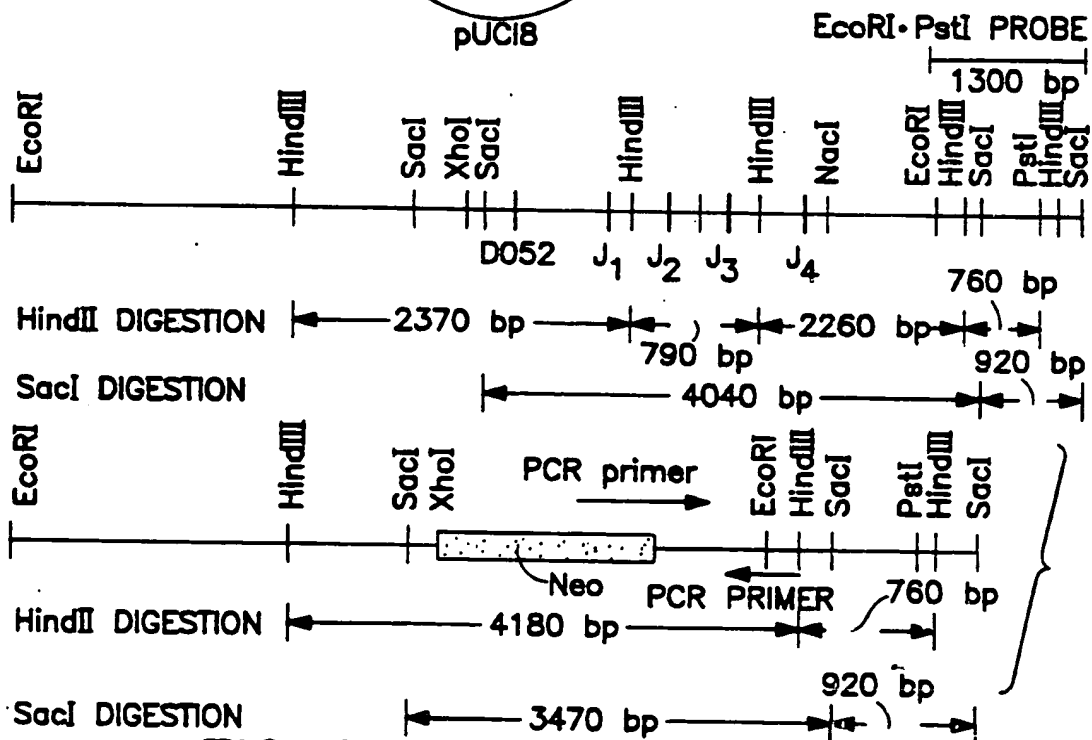 pUC18
EcoRI•PstI PROBE
1300 bp
EcoRI
HindIII
SacI
XhoI
SacI
HindIII
HindIII
NacI
EcoRI
HindIII
SacI
PstI
HindIII
SacI
D052
J1
J2
J3
J4
HindII DIGESTION
2370 bp
790 bp
2260 bp
760 bp
SacI DIGESTION
4040 bp
920 bp
EcoRI
HindIII
SacI
XhoI
PCR primer
EcoRI
HindIII
SacI
PstI
HindIII
SacI
Neo
PCR PRIMER
HindII DIGESTION
4180 bp
760 bp
SacI DIGESTION
3470 bp
920 bp